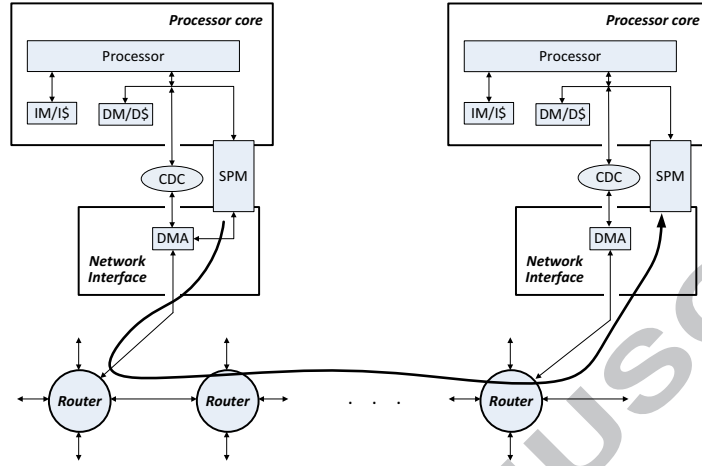 Processor core
Processor
IM/I$
DM/D$
CDC
SPM
DMA
Network
Interface
Router
Router
Processor core
Processor
IM/I$
DM/D$
CDC
SPM
DMA
Network
Interface
. . .
Router
USC